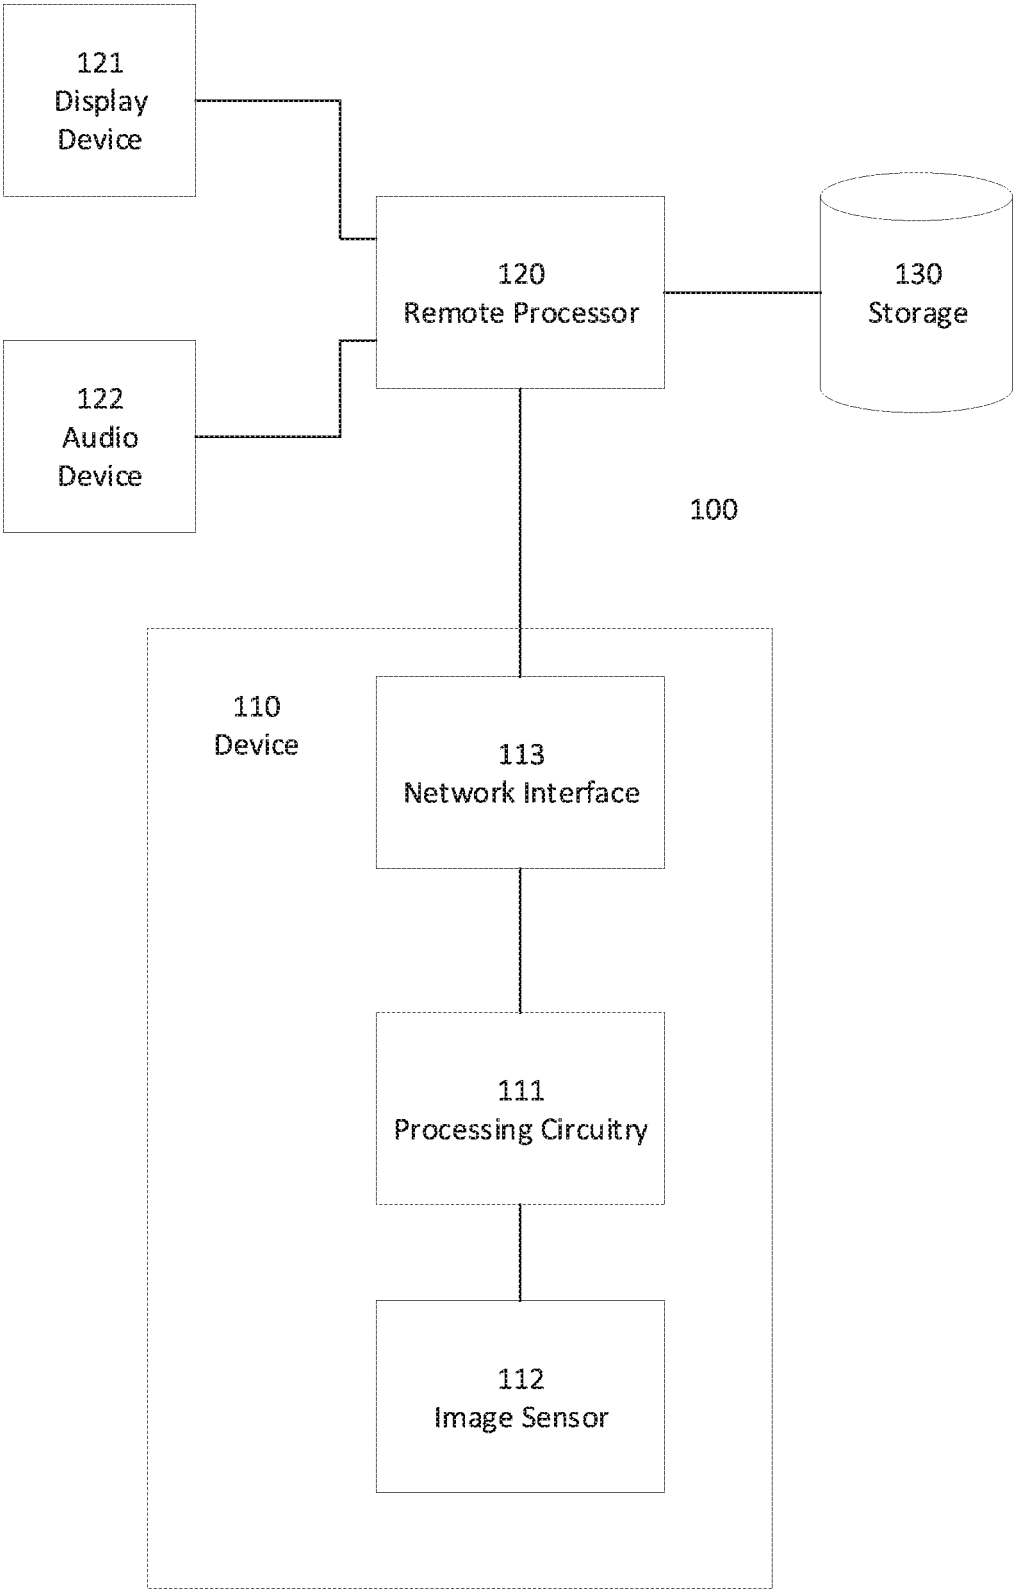 121
Display
Device
120
Remote Processor
130
Storage
122
Audio
Device
100
110
Device
113
Network Interface
111
Processing Circuitry
112
Image Sensor